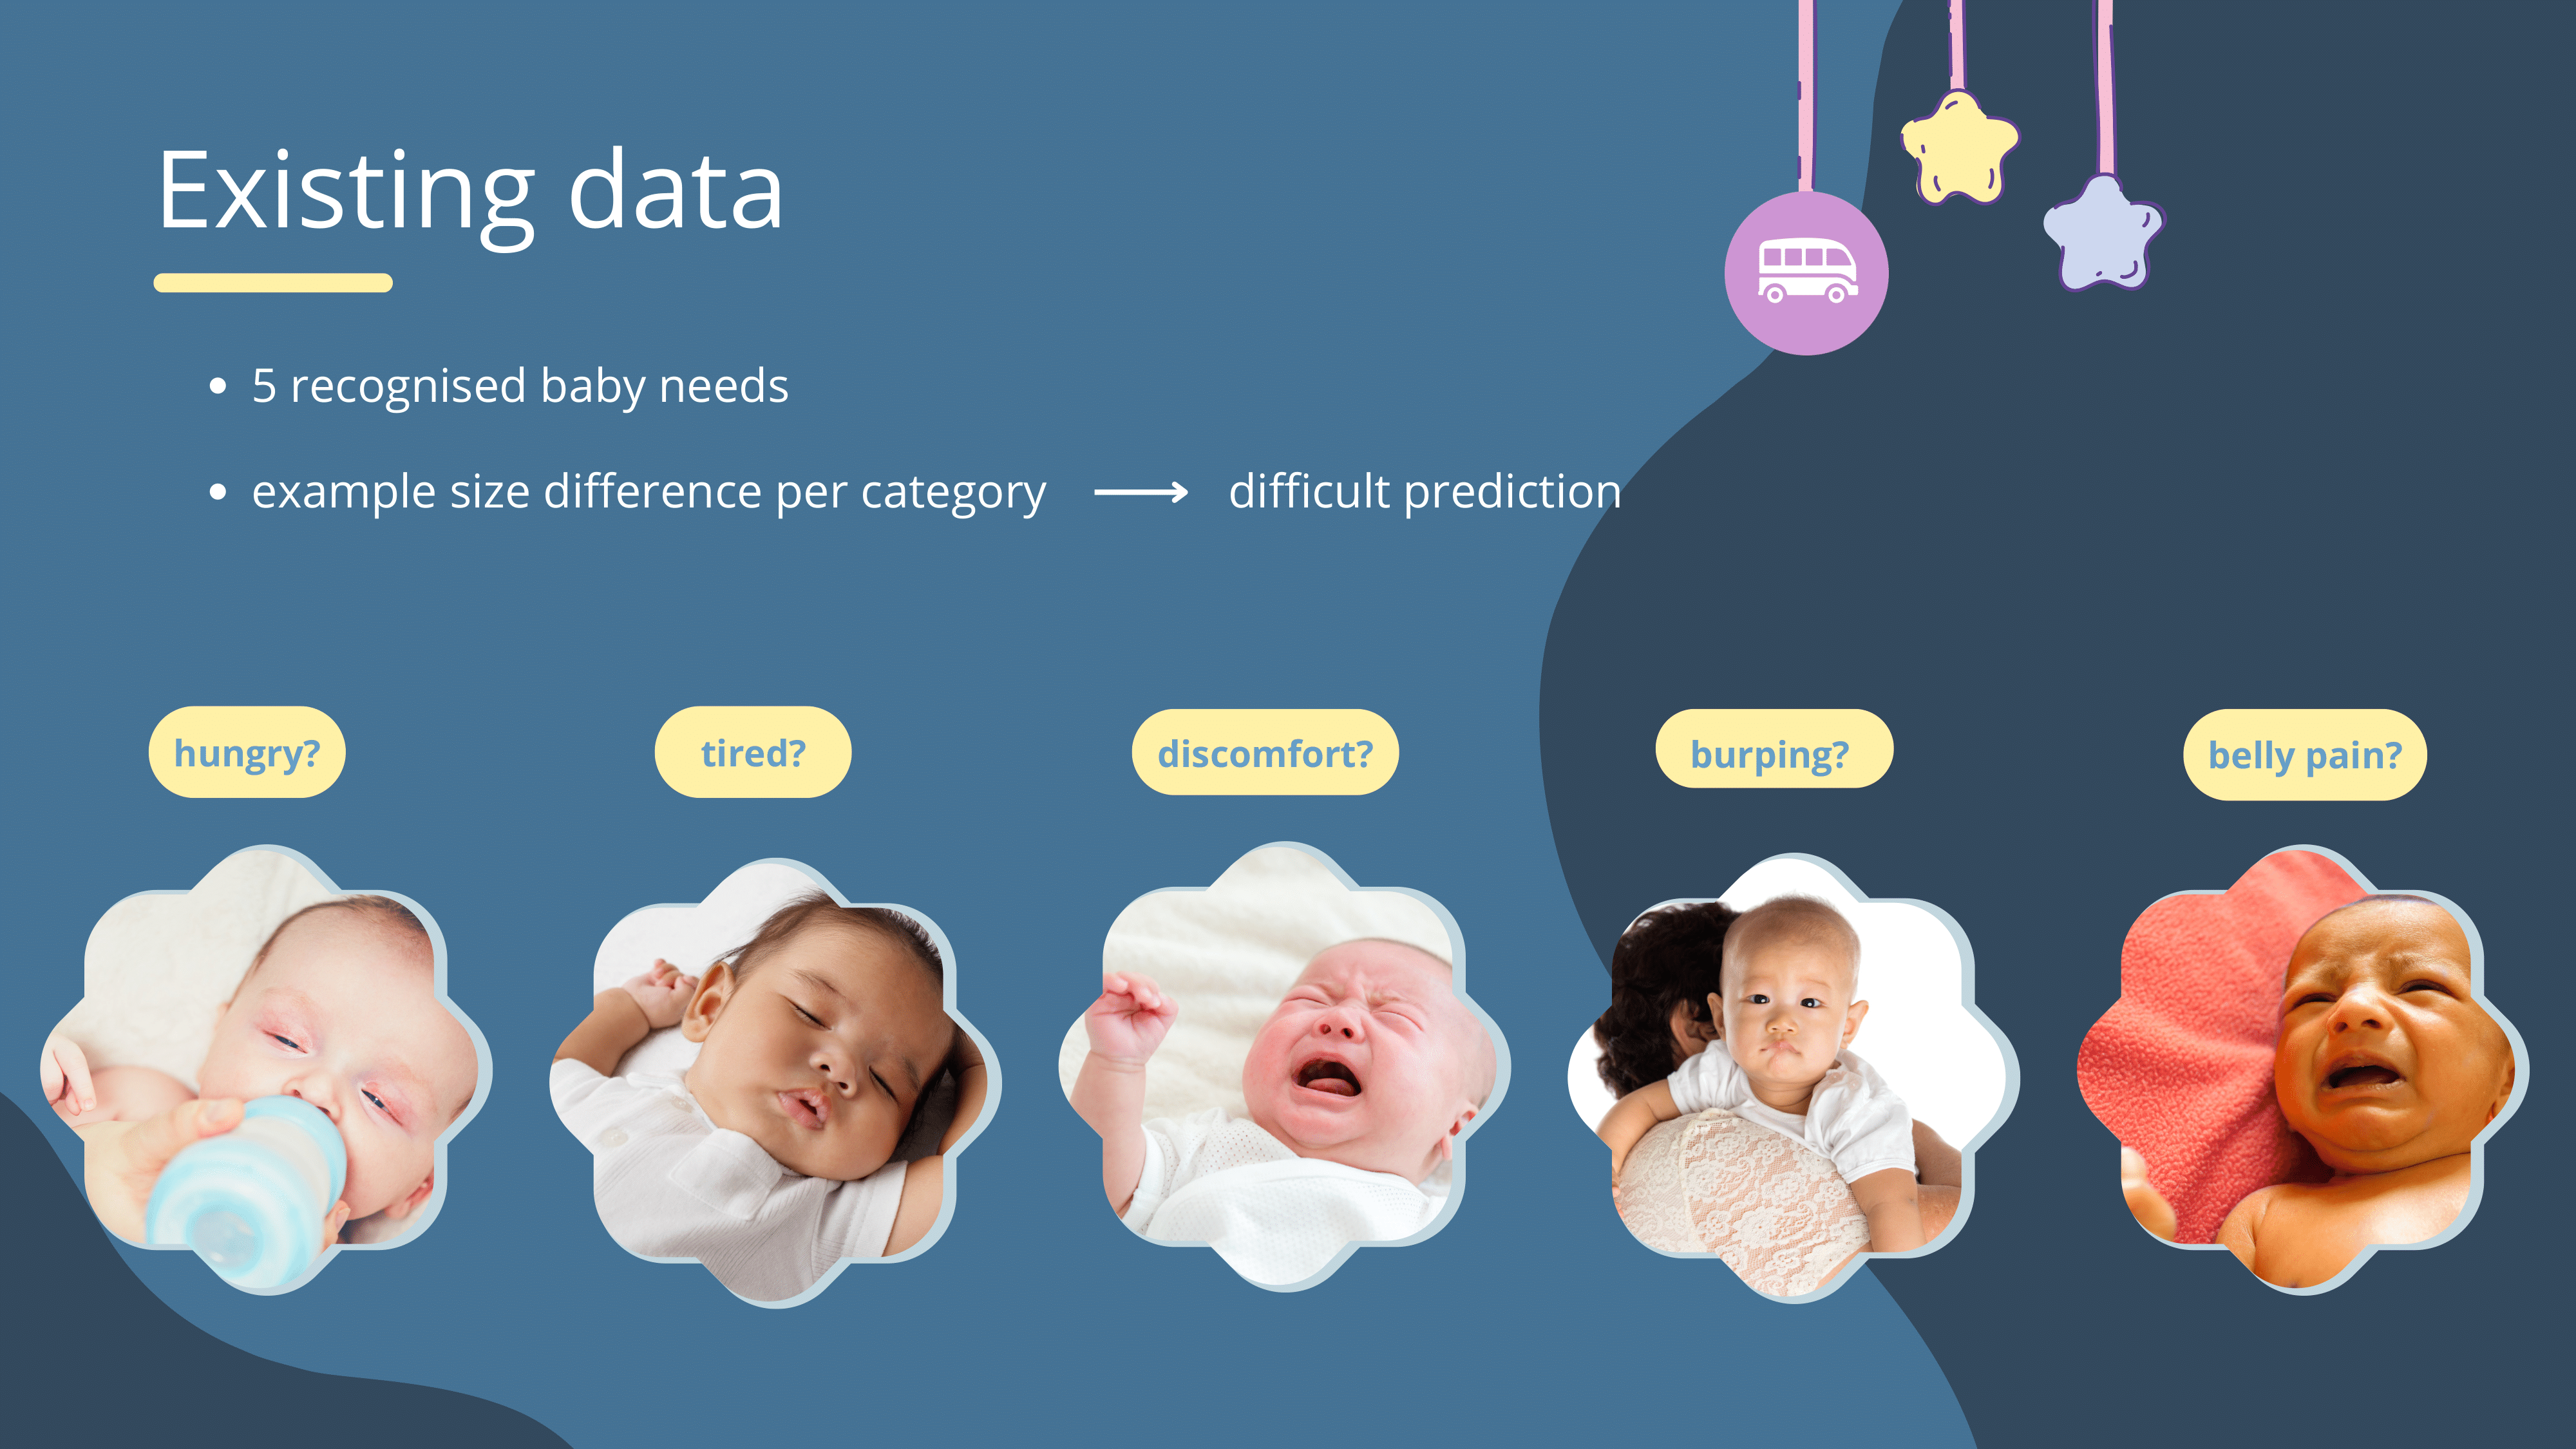 Existing data
5 recognised baby needs
example size difference per category → difficult prediction
hungry?
tired?
discomfort?
burping?
belly pain?